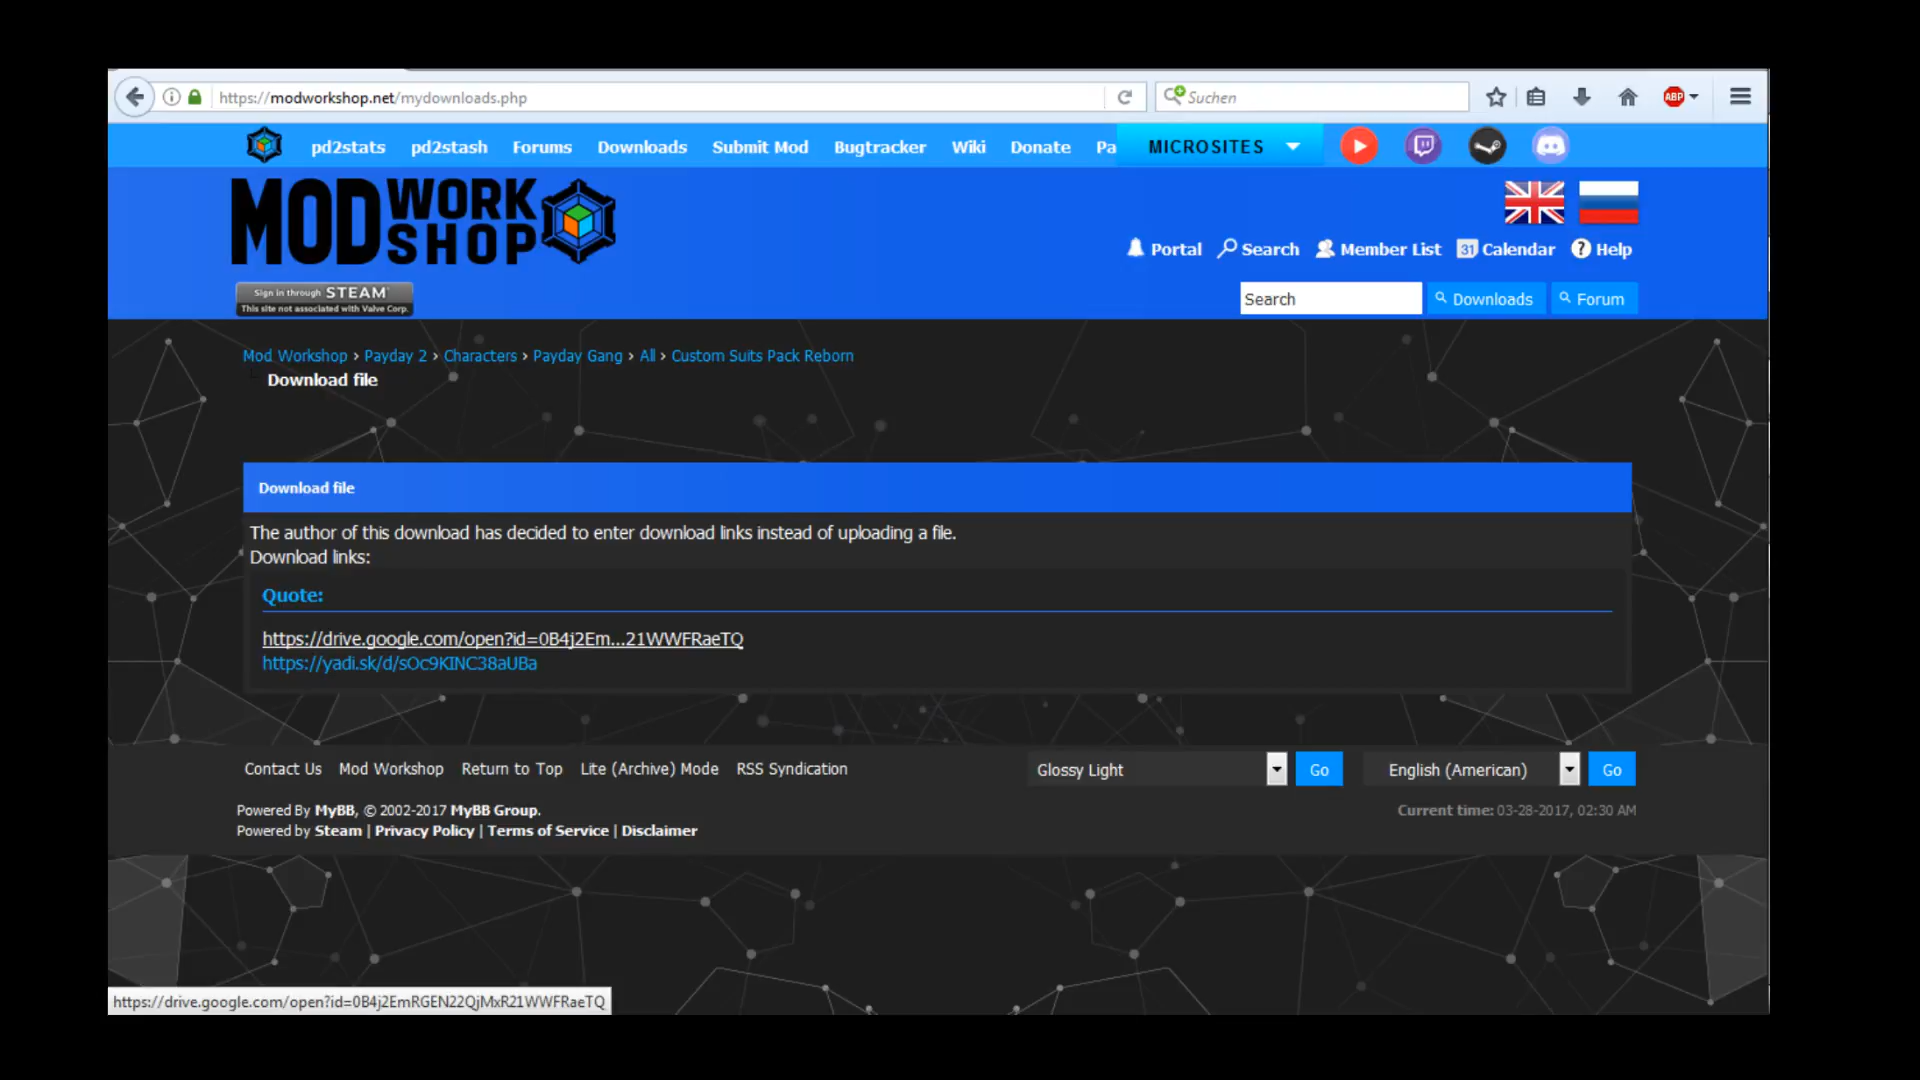 https://modworkshop.net/mydownloads.php
Suchen
ABP
pd2stats pd2stash Forums Downloads Submit Mod Bugtracker Wiki Donate Pa MICROSITES
MODWORKSHOP
Portal Search Member List 31 Calendar ? Help
Sign in through STEAM
This site not associated with Valve Corp.
Search Downloads Forum
Mod Workshop › Payday 2 › Characters › Payday Gang › All › Custom Suits Pack Reborn
Download file
Download file
The author of this download has decided to enter download links instead of uploading a file.
Download links:
Quote:
https://drive.google.com/open?id=0B4j2Em...21WWFRaeTQ
https://yadi.sk/d/sOc9KINC38aUBa
Contact Us Mod Workshop Return to Top Lite (Archive) Mode RSS Syndication Glossy Light Go English (American) Go
Powered By MyBB, © 2002-2017 MyBB Group. Current time: 03-28-2017, 02:30 AM
Powered by Steam | Privacy Policy | Terms of Service | Disclaimer
https://drive.google.com/open?id=0B4j2EmRGEN22QjMxR21WWFRaeTQ